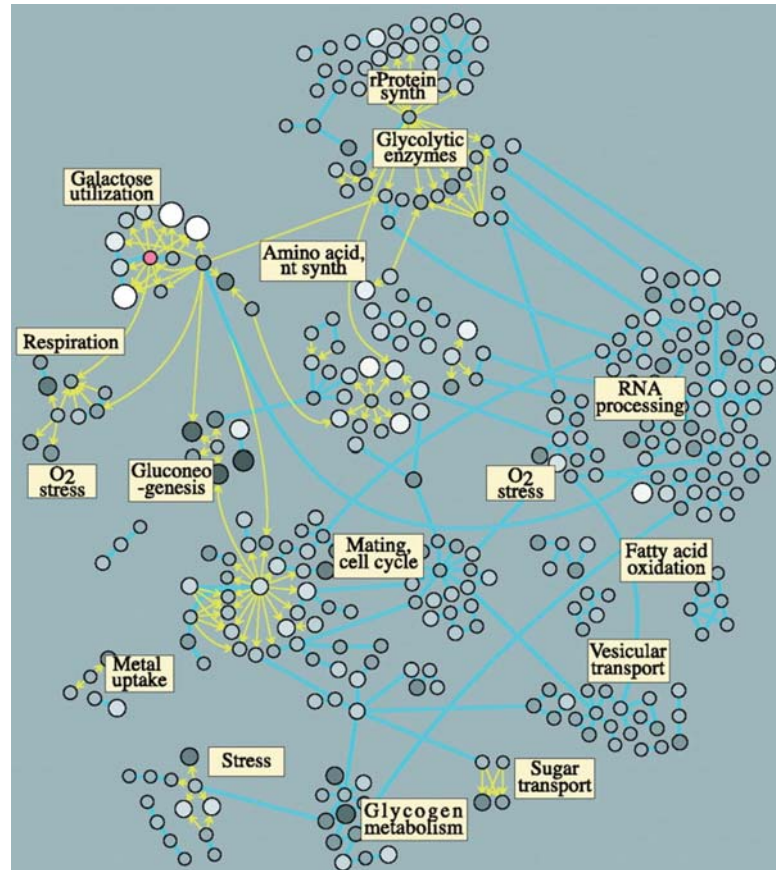 rProtein
synth
Glycolytic
enzymes
Galactose
utilization
Amino acid,
nt synth
Respiration
RNA
processing
O2
stress
Gluconeo
-genesis
O2
stress
Mating,
cell cycle
Fatty acid
oxidation
Metal
uptake
Vesicular
transport
Stress
Sugar
transport
Glycogen
metabolism